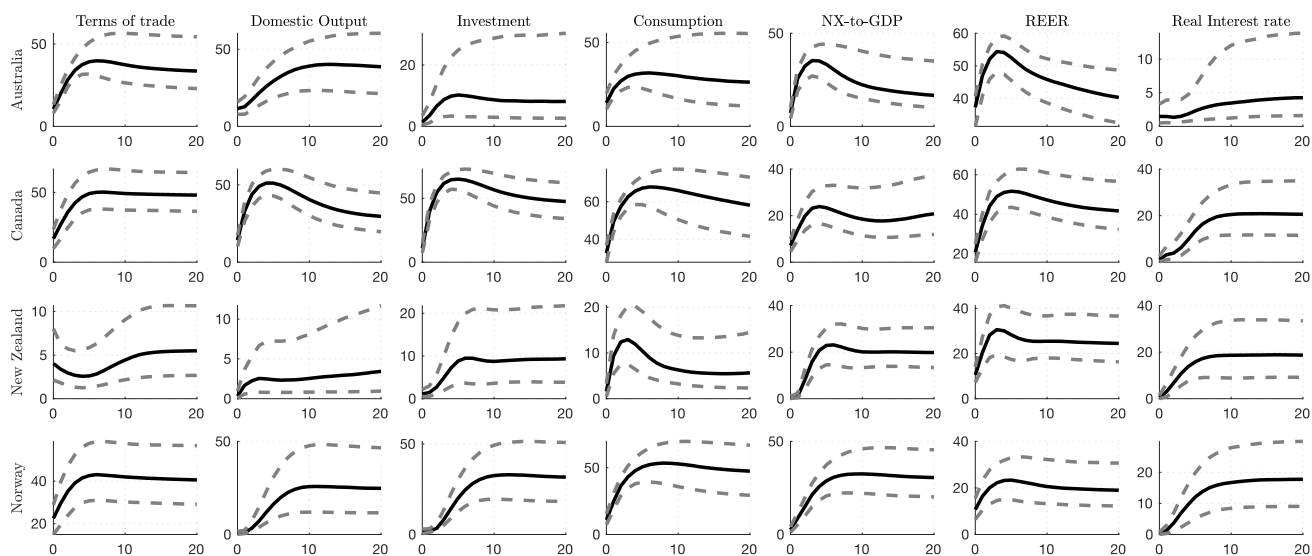 Terms of trade Domestic Output Investment Consumption NX-to-GDP REER Real Interest rate
Australia
50 50 20 50 50 60 50 40 10 5
0 0 0 0 0 0
0 10 20 0 10 20 0 10 20 0 10 20 0 10 20 0 10 20 0 10 20
Canada
50 50 50 60 40 40 20 60 40 20 40 20
0 0 0 0 0
0 10 20 0 10 20 0 10 20 0 10 20 0 10 20 0 10 20 0 10 20
New Zealand
10 5 10 5 20 10 20 10 40 20 40 20 40 20
0 0 0 0 0 0 0
0 10 20 0 10 20 0 10 20 0 10 20 0 10 20 0 10 20 0 10 20
Norway
40 20 50 50 50 50 40 20 20 10
0 0 0 0 0 0
0 10 20 0 10 20 0 10 20 0 10 20 0 10 20 0 10 20 0 10 20